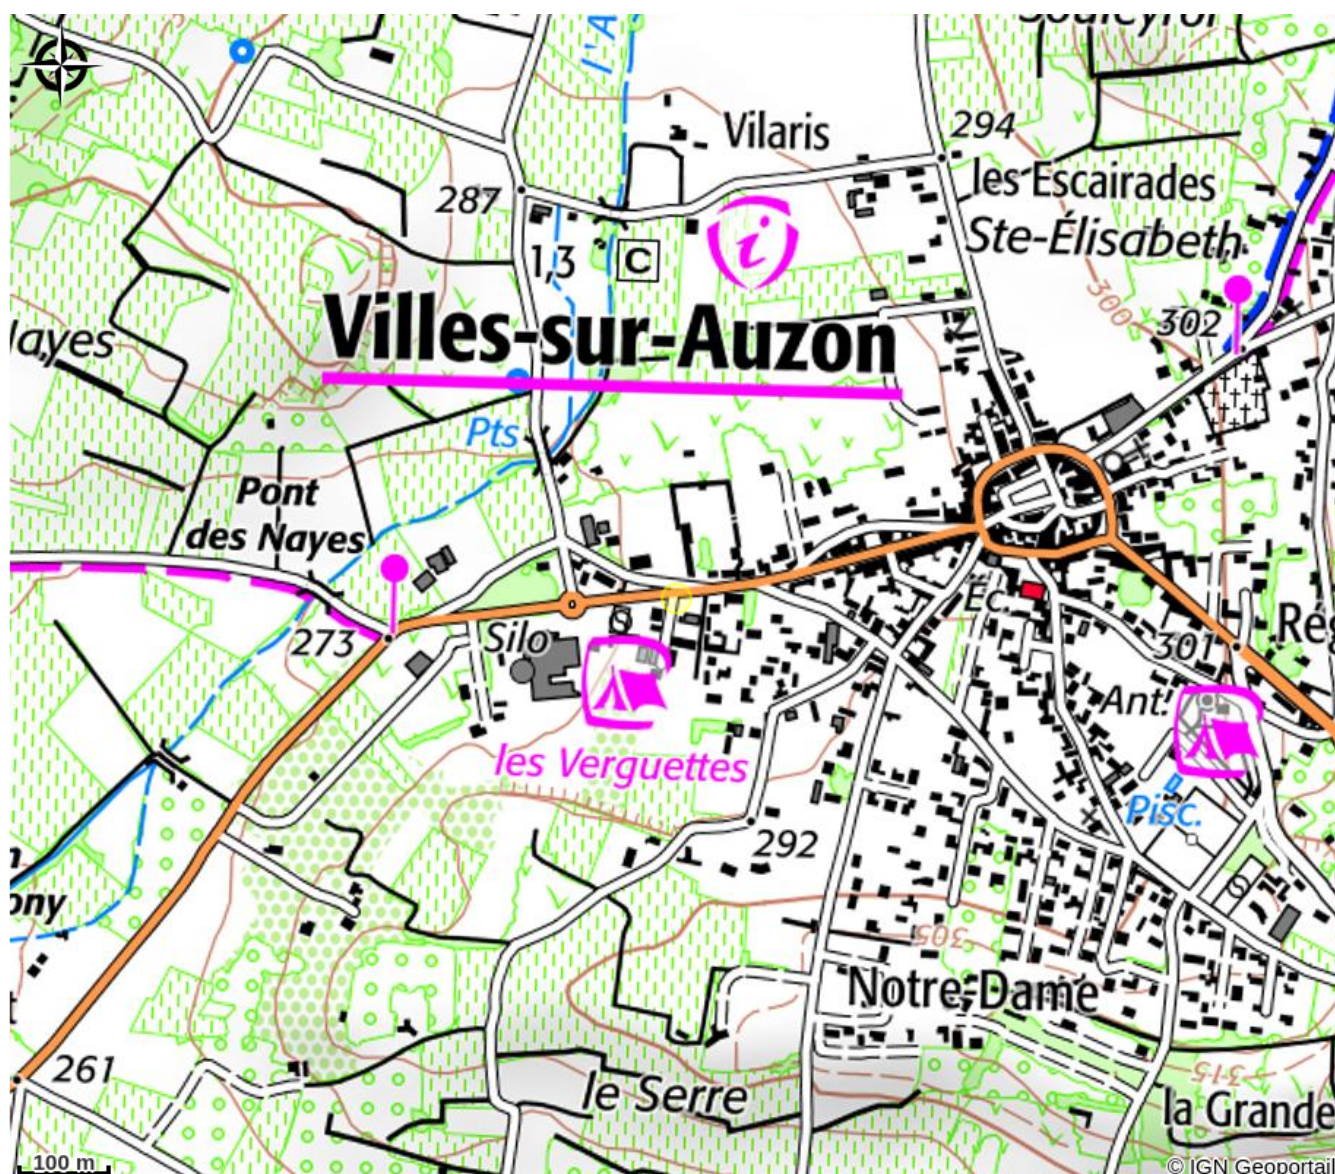 l'A
Vilaris
294
287
les Escairades
Ste-Élisabeth
C
1,3
300
302
Villes-sur-Auzon
Nayes
Pts
Pont
des Nayes
273
Silo
Éc.
301
Ré
Ant.
les Verguettes
Pisc.
292
ony
305
Notre-Dame
261
le Serre
315
la Grande
100 m
© IGN Geoportail